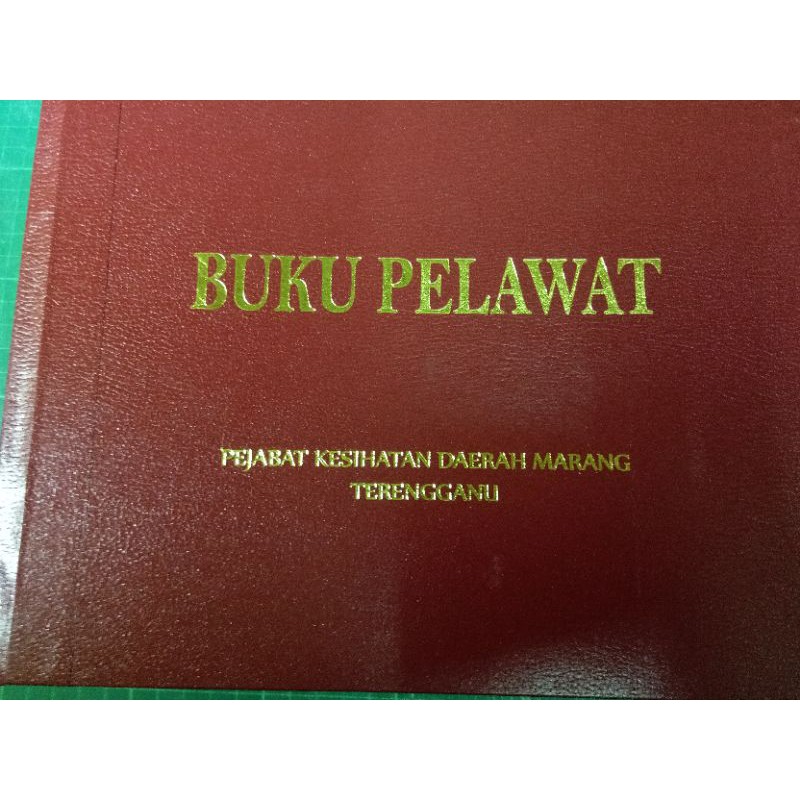 BUKU PELAWAT
PEJABAT KESIHATAN DAERAH MARANG
TERENGGANU